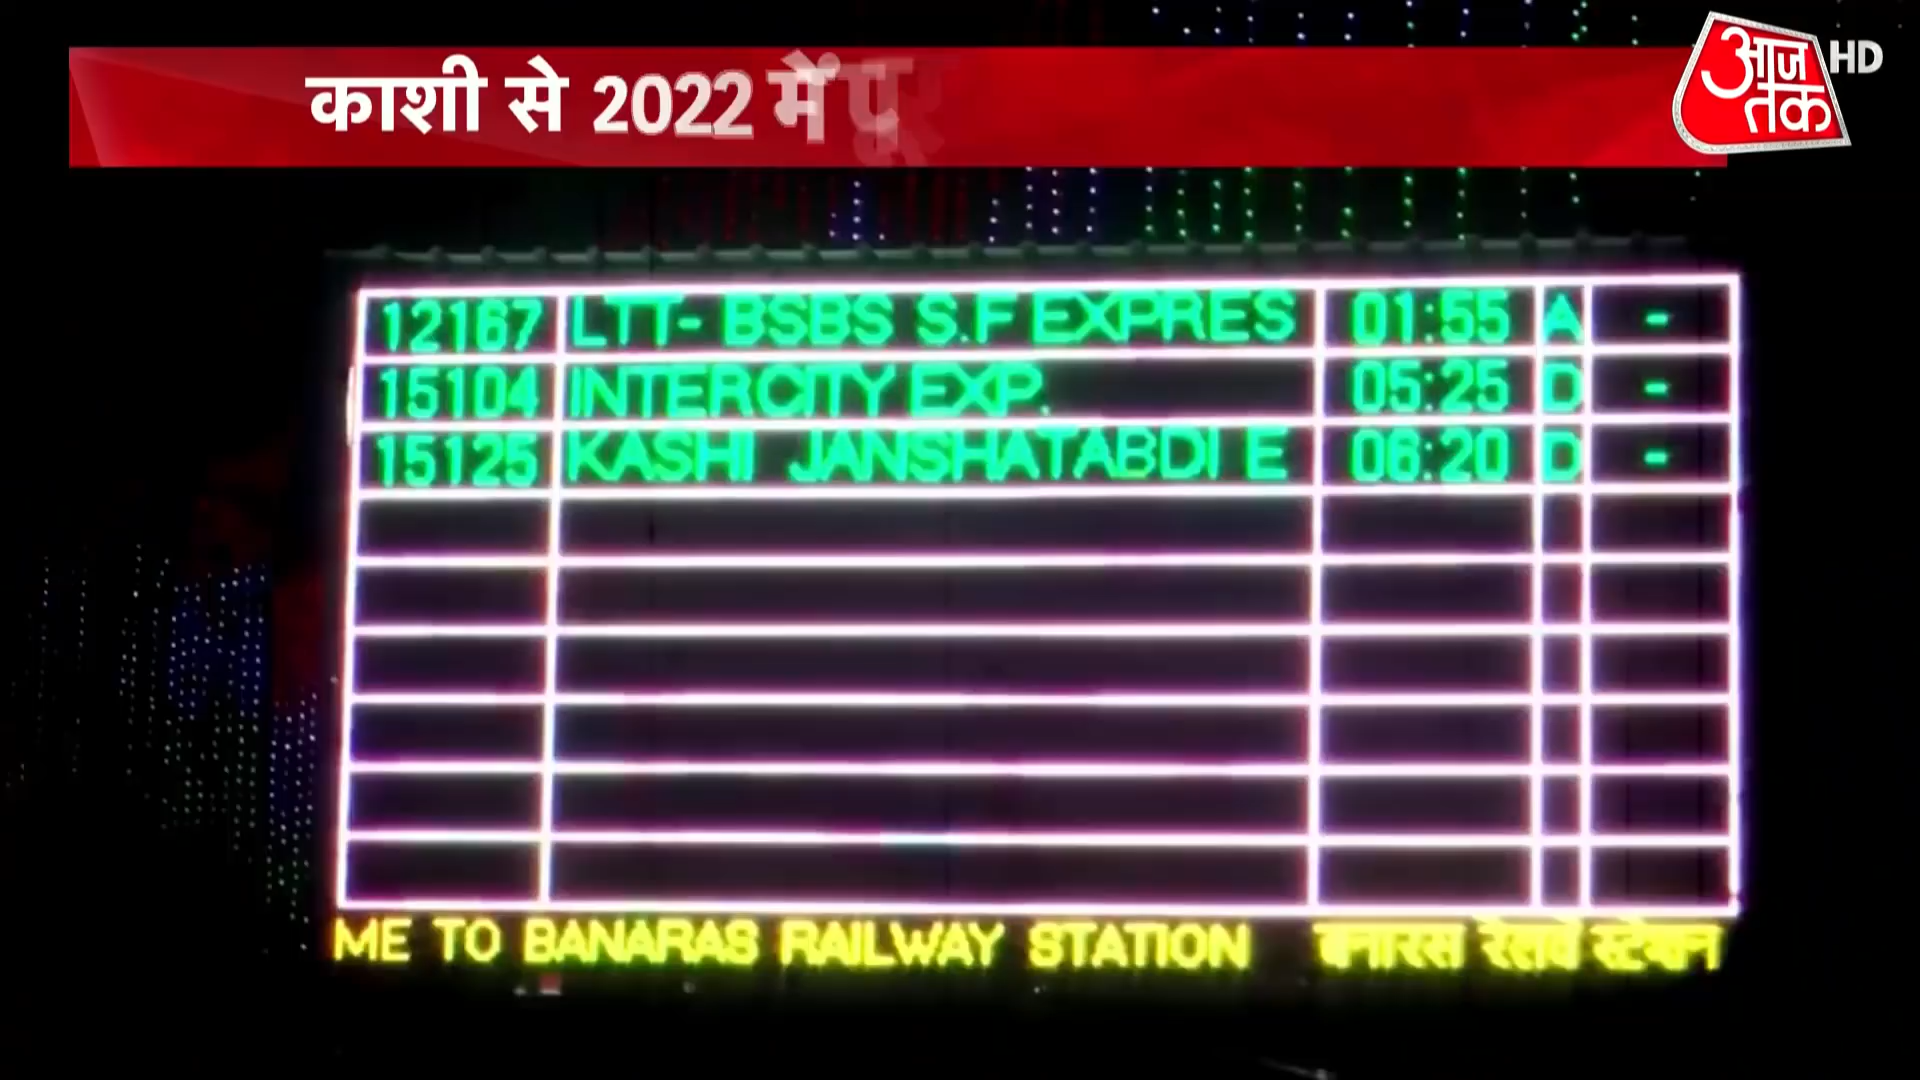 काशी से 2022 में
आज तक HD
12167 LTT- BSBS S.F EXPRES 01:55 A -
15104 INTERCITY EXP. 05:25 D -
15125 KASHI JANSHATABDI E 06:20 D -
ME TO BANARAS RAILWAY STATION बनारस रेलवे स्टेशन